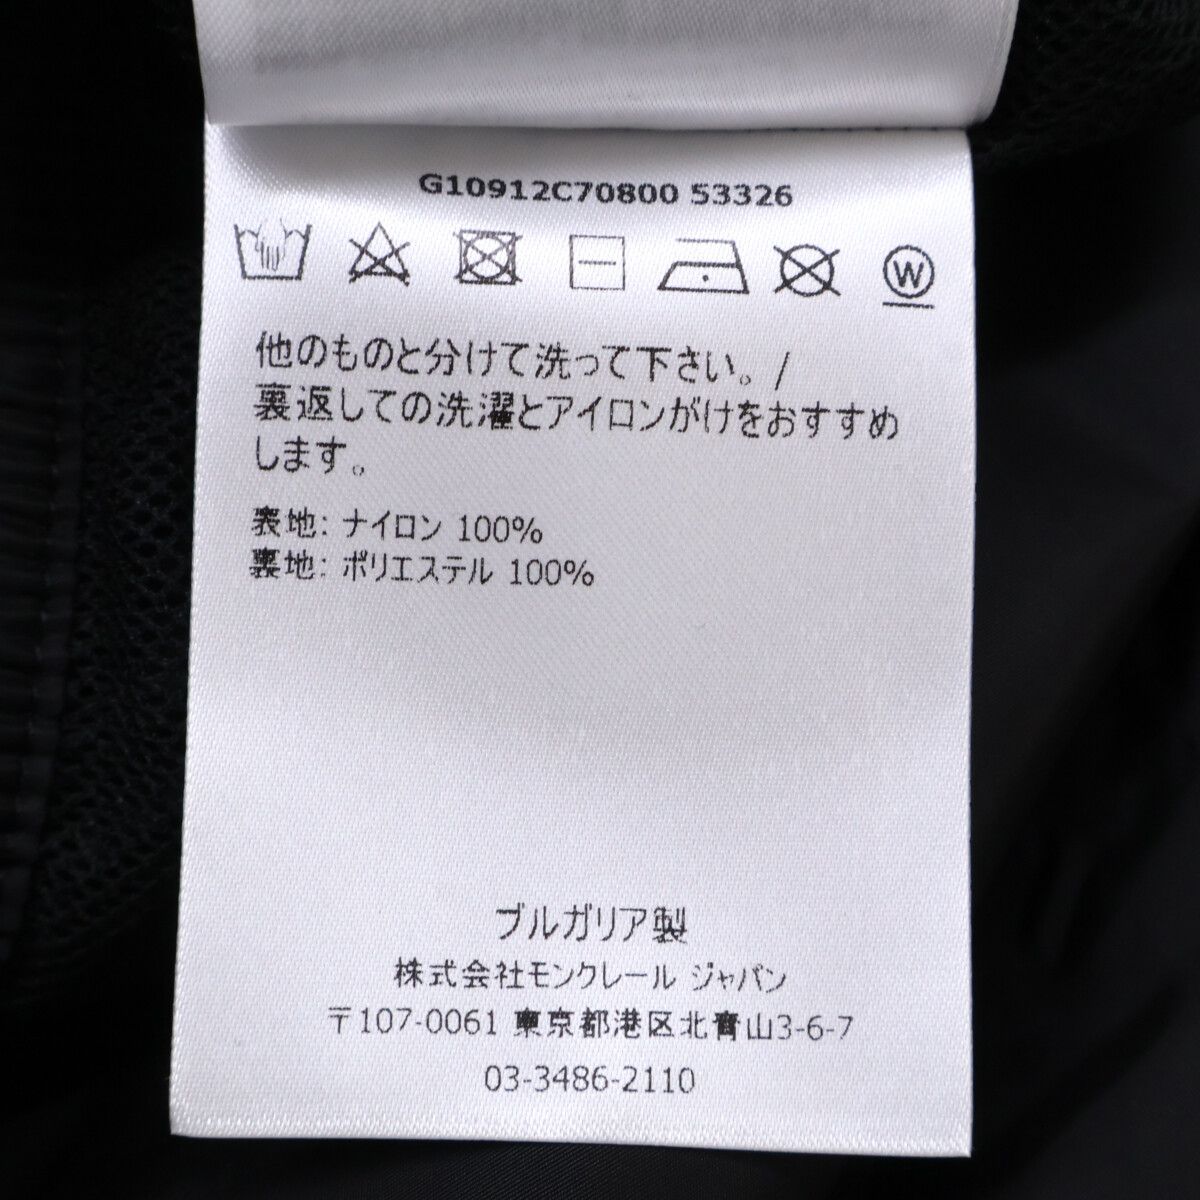 G10912C70800 53326
W
他のものと分けて洗って下さい。/
裏返しての洗濯とアイロンがけをおすすめ
します。
表地: ナイロン 100%
裏地: ポリエステル 100%
ブルガリア製
株式会社モンクレール ジャパン
〒107-0061 東京都港区北青山3-6-7
03-3486-2110